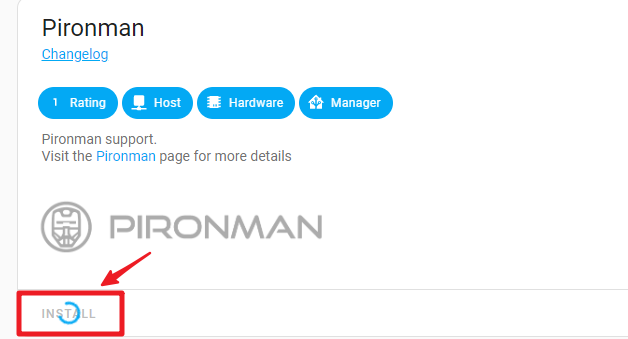 Pironman
Changelog
1 Rating Host Hardware Manager
Pironman support.
Visit the Pironman page for more details
PIRONMAN
INSTALL